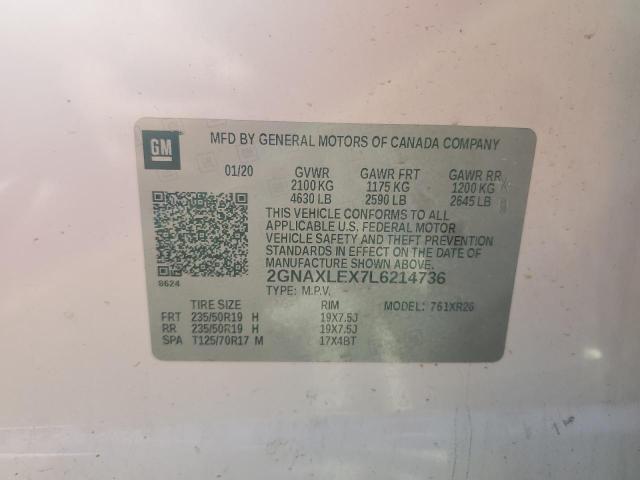 GM
MFD BY GENERAL MOTORS OF CANADA COMPANY
01/20 GVWR GAWR FRT GAWR RR
2100 KG 1175 KG 1200 KG
4630 LB 2590 LB 2645 LB
THIS VEHICLE CONFORMS TO ALL
APPLICABLE U.S. FEDERAL MOTOR
VEHICLE SAFETY AND THEFT PREVENTION
STANDARDS IN EFFECT ON THE DATE OF
MANUFACTURE SHOWN ABOVE.
2GNAXLEX7L6214736
8624
TYPE: M.P.V.
TIRE SIZE RIM MODEL: 761XR26
FRT 235/50R19 H 19X7.5J
RR 235/50R19 H 19X7.5J
SPA T125/70R17 M 17X4BT